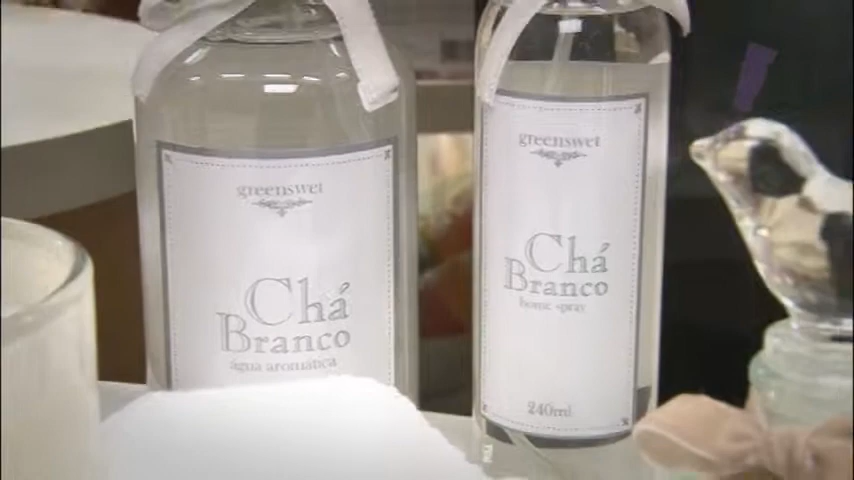 greenswet
Chá
Branco
água aromática
greenswet
Chá
Branco
home spray
240ml